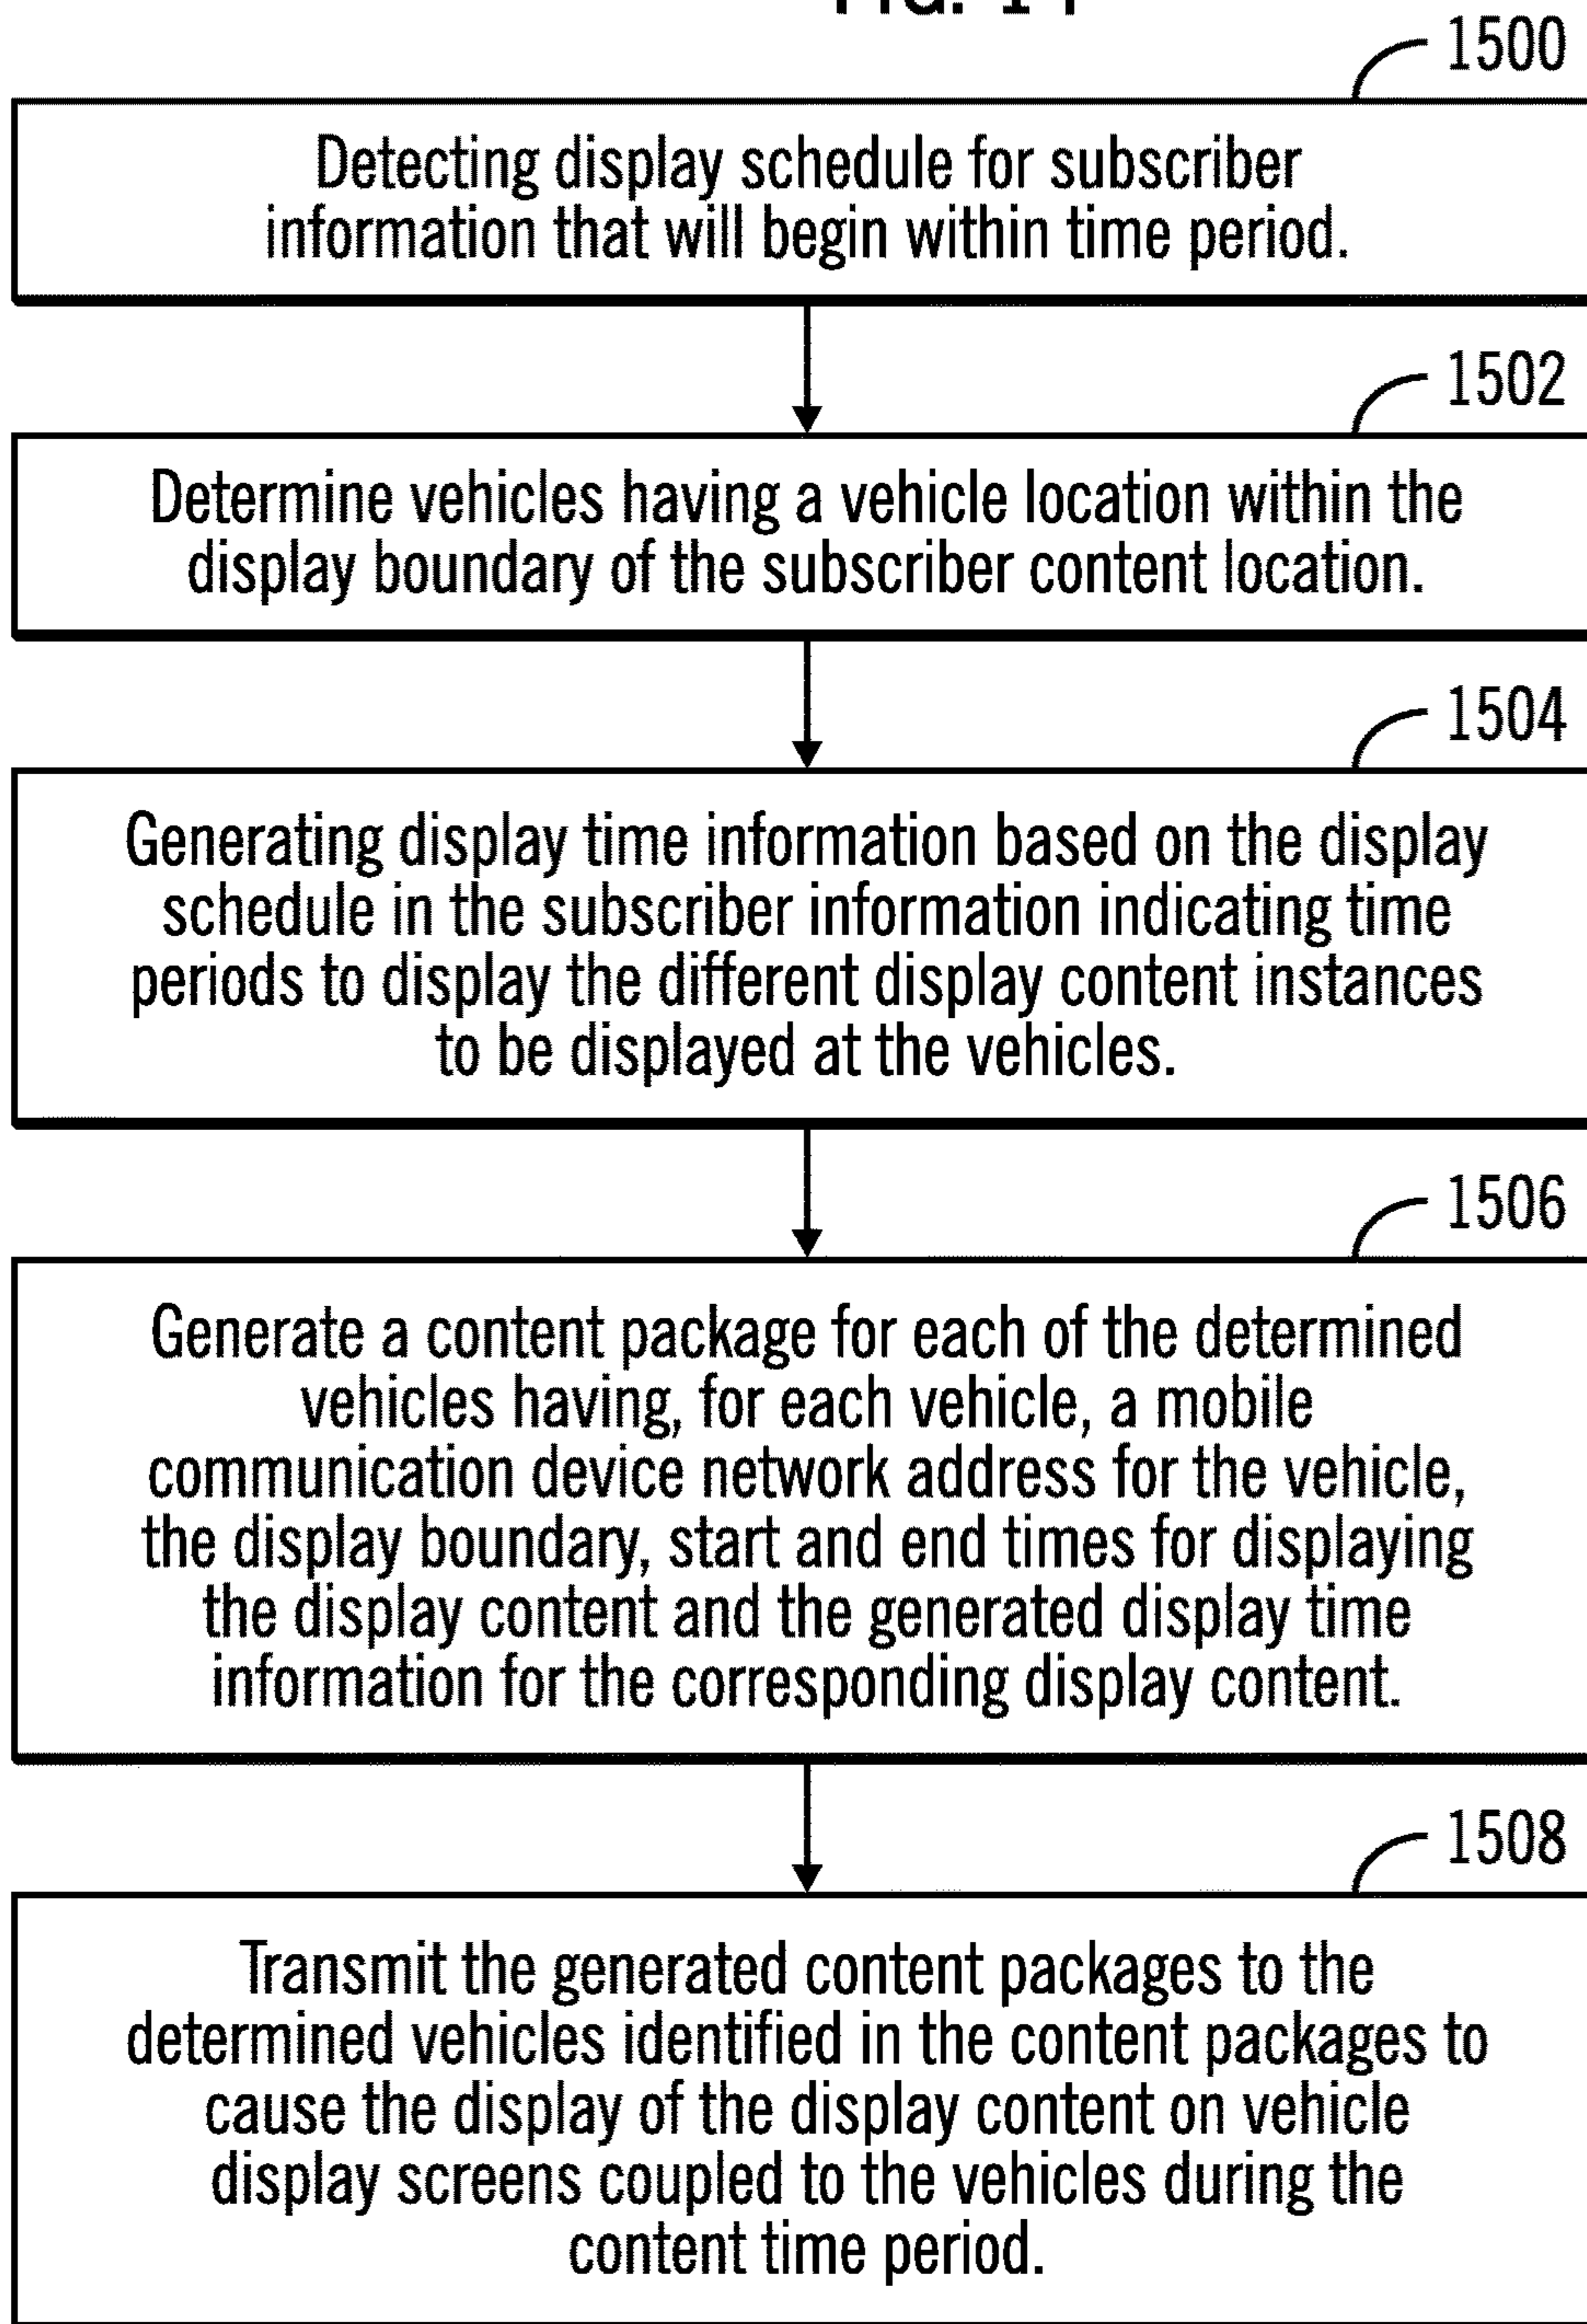 FIG. 14
1500
Detecting display schedule for subscriber
information that will begin within time period.
1502
Determine vehicles having a vehicle location within the
display boundary of the subscriber content location.
1504
Generating display time information based on the display
schedule in the subscriber information indicating time
periods to display the different display content instances
to be displayed at the vehicles.
1506
Generate a content package for each of the determined
vehicles having, for each vehicle, a mobile
communication device network address for the vehicle,
the display boundary, start and end times for displaying
the display content and the generated display time
information for the corresponding display content.
1508
Transmit the generated content packages to the
determined vehicles identified in the content packages to
cause the display of the display content on vehicle
display screens coupled to the vehicles during the
content time period.